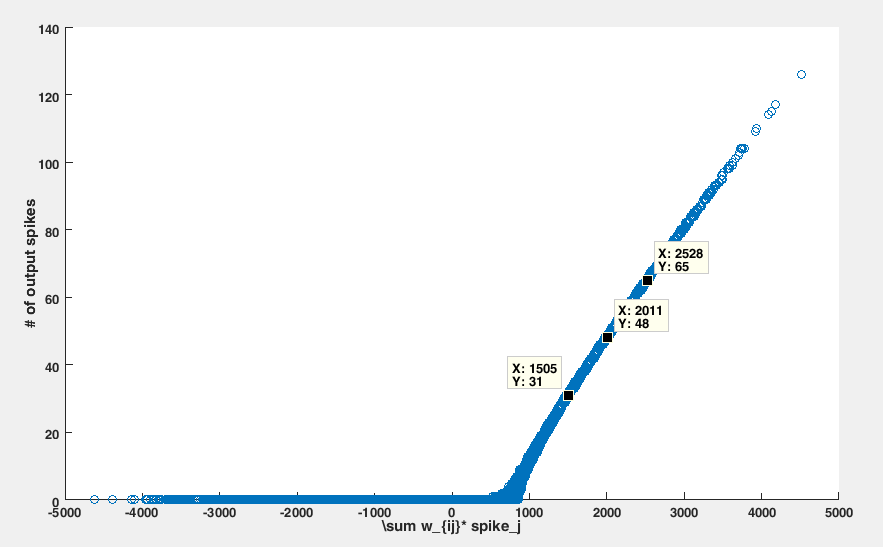 140
120
100
80
60
40
20
0
# of output spikes
X: 2528
Y: 65
X: 2011
Y: 48
X: 1505
Y: 31
-5000 -4000 -3000 -2000 -1000 0 1000 2000 3000 4000 5000
\sum w_{ij}* spike_j